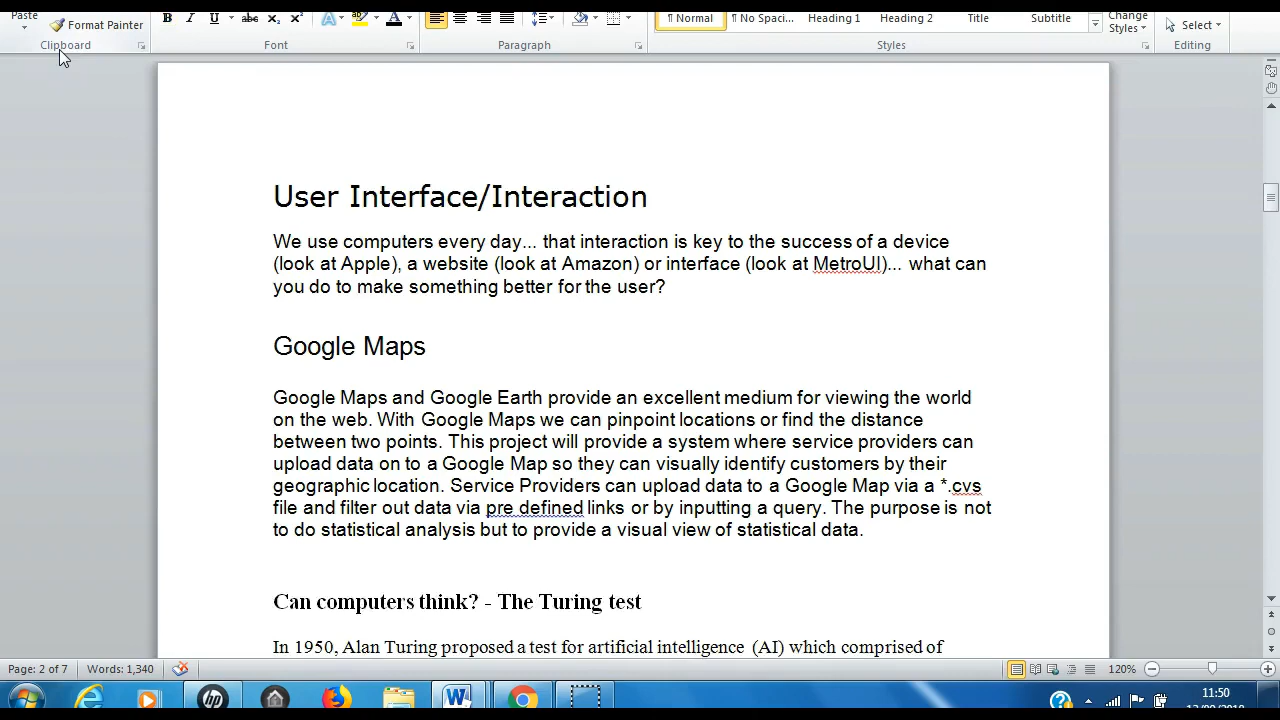 Paste
Format Painter
B I U abc x₂ x² A A
¶ Normal ¶ No Spaci... Heading 1 Heading 2 Title Subtitle
Change
Styles
Select
Clipboard Font Paragraph Styles Editing
User Interface/Interaction
We use computers every day... that interaction is key to the success of a device
(look at Apple), a website (look at Amazon) or interface (look at MetroUI)... what can
you do to make something better for the user?
Google Maps
Google Maps and Google Earth provide an excellent medium for viewing the world
on the web. With Google Maps we can pinpoint locations or find the distance
between two points. This project will provide a system where service providers can
upload data on to a Google Map so they can visually identify customers by their
geographic location. Service Providers can upload data to a Google Map via a *.cvs
file and filter out data via pre defined links or by inputting a query. The purpose is not
to do statistical analysis but to provide a visual view of statistical data.
Can computers think? - The Turing test
In 1950, Alan Turing proposed a test for artificial intelligence (AI) which comprised of
Page: 2 of 7 Words: 1,340 120%
hp W 11:50